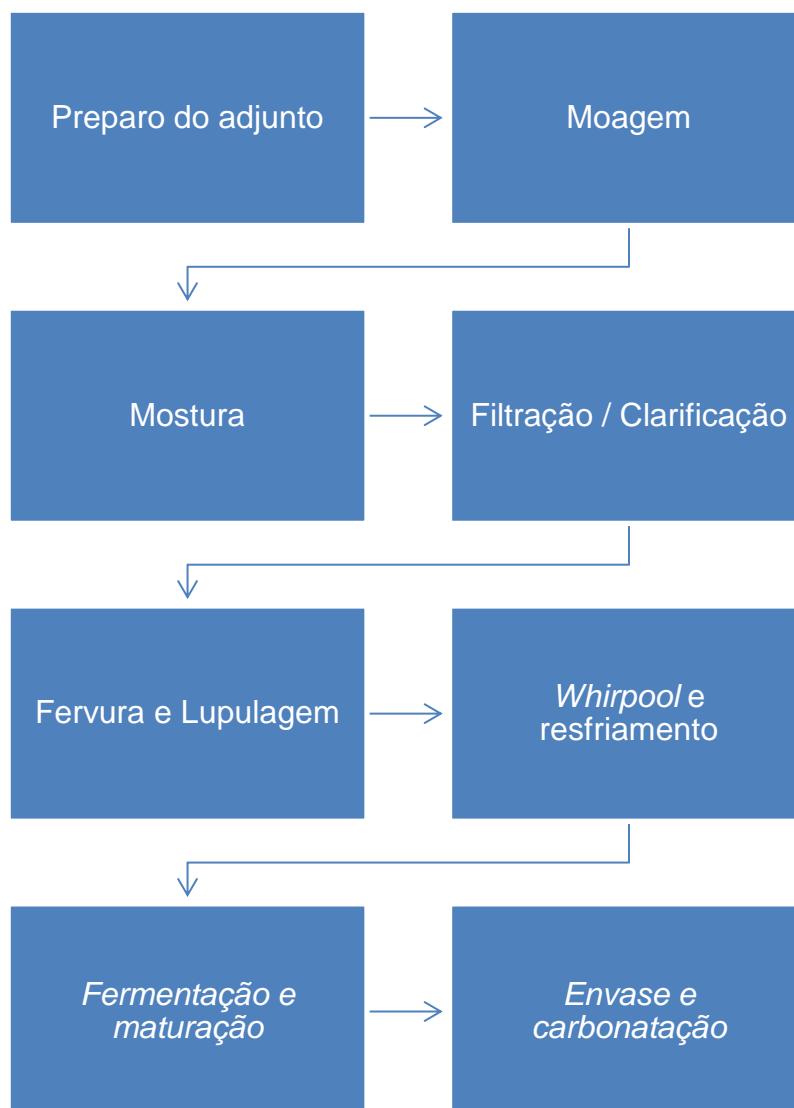 Preparo do adjunto
Moagem
Mostura
Filtração / Clarificação
Fervura e Lupulagem
Whirpool e
resfriamento
Fermentação e
maturação
Envase e
carbonatação